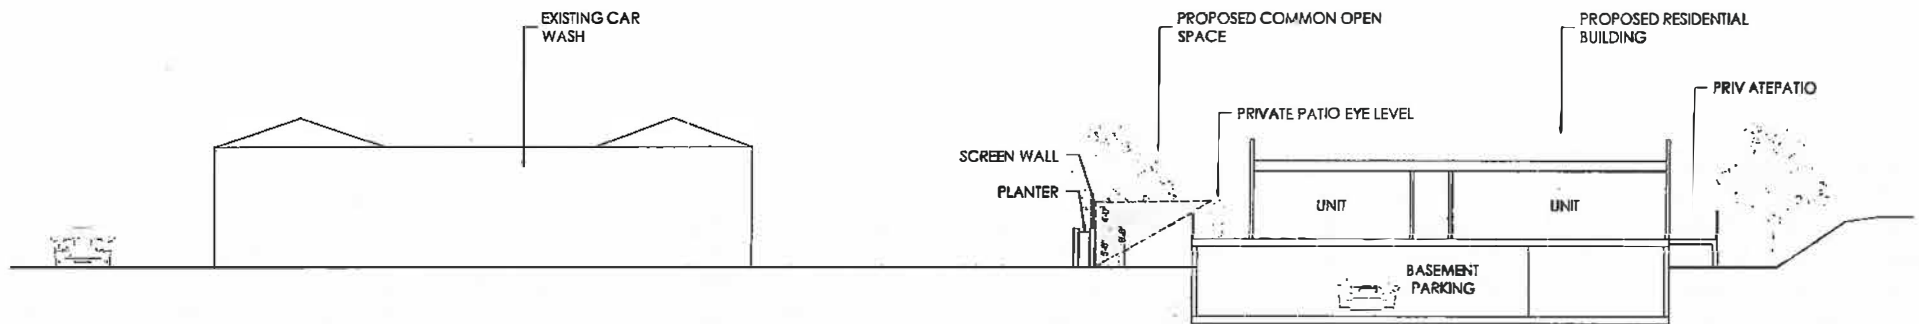 EXISTING CAR
WASH
PROPOSED COMMON OPEN
SPACE
PROPOSED RESIDENTIAL
BUILDING
PRIV ATEPATIO
PRIVATE PATIO EYE LEVEL
SCREEN WALL
PLANTER
UNIT
UNIT
BASEMENT
PARKING